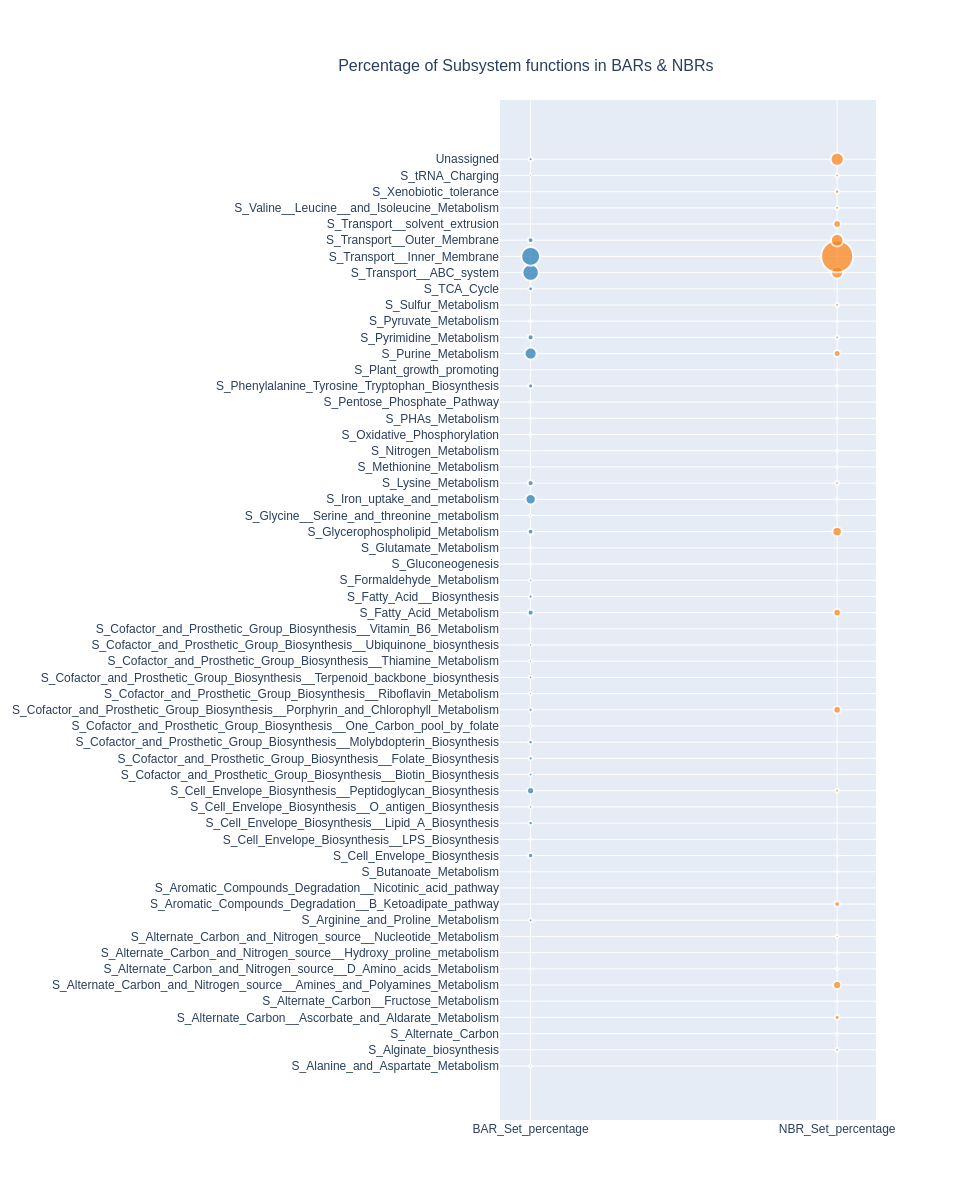 Percentage of Subsystem functions in BARs & NBRs
Unassigned
S_tRNA_Charging
S_Xenobiotic_tolerance
S_Valine__Leucine__and_Isoleucine_Metabolism
S_Transport__solvent_extrusion
S_Transport__Outer_Membrane
S_Transport__Inner_Membrane
S_Transport__ABC_system
S_TCA_Cycle
S_Sulfur_Metabolism
S_Pyruvate_Metabolism
S_Pyrimidine_Metabolism
S_Purine_Metabolism
S_Plant_growth_promoting
S_Phenylalanine_Tyrosine_Tryptophan_Biosynthesis
S_Pentose_Phosphate_Pathway
S_PHAs_Metabolism
S_Oxidative_Phosphorylation
S_Nitrogen_Metabolism
S_Methionine_Metabolism
S_Lysine_Metabolism
S_Iron_uptake_and_metabolism
S_Glycine__Serine_and_threonine_metabolism
S_Glycerophospholipid_Metabolism
S_Glutamate_Metabolism
S_Gluconeogenesis
S_Formaldehyde_Metabolism
S_Fatty_Acid__Biosynthesis
S_Fatty_Acid_Metabolism
S_Cofactor_and_Prosthetic_Group_Biosynthesis__Vitamin_B6_Metabolism
S_Cofactor_and_Prosthetic_Group_Biosynthesis__Ubiquinone_biosynthesis
S_Cofactor_and_Prosthetic_Group_Biosynthesis__Thiamine_Metabolism
S_Cofactor_and_Prosthetic_Group_Biosynthesis__Terpenoid_backbone_biosynthesis
S_Cofactor_and_Prosthetic_Group_Biosynthesis__Riboflavin_Metabolism
S_Cofactor_and_Prosthetic_Group_Biosynthesis__Porphyrin_and_Chlorophyll_Metabolism
S_Cofactor_and_Prosthetic_Group_Biosynthesis__One_Carbon_pool_by_folate
S_Cofactor_and_Prosthetic_Group_Biosynthesis__Molybdopterin_Biosynthesis
S_Cofactor_and_Prosthetic_Group_Biosynthesis__Folate_Biosynthesis
S_Cofactor_and_Prosthetic_Group_Biosynthesis__Biotin_Biosynthesis
S_Cell_Envelope_Biosynthesis__Peptidoglycan_Biosynthesis
S_Cell_Envelope_Biosynthesis__O_antigen_Biosynthesis
S_Cell_Envelope_Biosynthesis__Lipid_A_Biosynthesis
S_Cell_Envelope_Biosynthesis__LPS_Biosynthesis
S_Cell_Envelope_Biosynthesis
S_Butanoate_Metabolism
S_Aromatic_Compounds_Degradation__Nicotinic_acid_pathway
S_Aromatic_Compounds_Degradation__B_Ketoadipate_pathway
S_Arginine_and_Proline_Metabolism
S_Alternate_Carbon_and_Nitrogen_source__Nucleotide_Metabolism
S_Alternate_Carbon_and_Nitrogen_source__Hydroxy_proline_metabolism
S_Alternate_Carbon_and_Nitrogen_source__D_Amino_acids_Metabolism
S_Alternate_Carbon_and_Nitrogen_source__Amines_and_Polyamines_Metabolism
S_Alternate_Carbon__Fructose_Metabolism
S_Alternate_Carbon__Ascorbate_and_Aldarate_Metabolism
S_Alternate_Carbon
S_Alginate_biosynthesis
S_Alanine_and_Aspartate_Metabolism
BAR_Set_percentage
NBR_Set_percentage